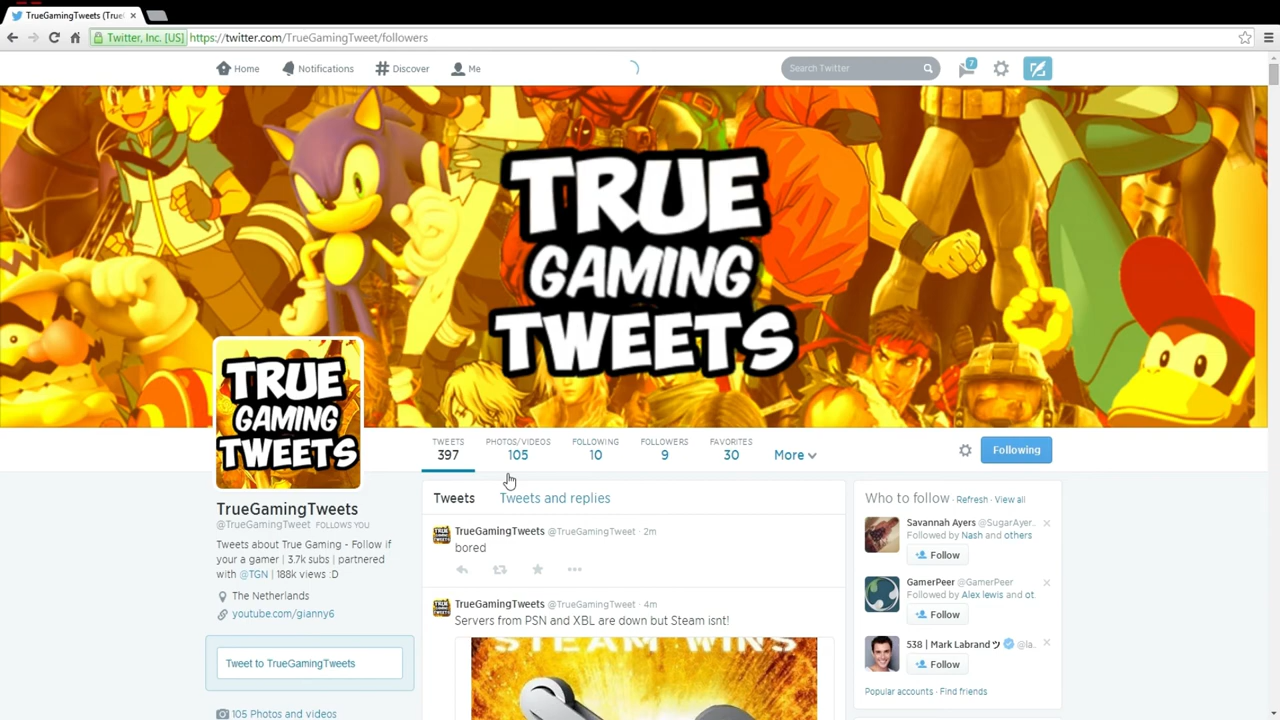 TrueGamingTweets (True
Twitter, Inc. [US] https://twitter.com/TrueGamingTweet/followers
Home Notifications Discover Me Search Twitter 7
TRUE
GAMING
TWEETS
TRUE
GAMING
TWEETS
TWEETS PHOTOS/VIDEOS FOLLOWING FOLLOWERS FAVORITES
397 105 10 9 30 More Following
TrueGamingTweets
@TrueGamingTweet FOLLOWS YOU
Tweets about True Gaming - Follow if
your a gamer | 3.7k subs | partnered
with @TGN | 188k views :D
The Netherlands
youtube.com/gianny6
Tweet to TrueGamingTweets
105 Photos and videos
Tweets Tweets and replies
TrueGamingTweets @TrueGamingTweet · 2m
bored
TrueGamingTweets @TrueGamingTweet · 4m
Servers from PSN and XBL are down but Steam isnt!
STEAM WINS
Who to follow · Refresh · View all
Savannah Ayers @SugarAyer..
Followed by Nash and others
Follow
GamerPeer @GamerPeer
Followed by Alex lewis and ot
Follow
538 | Mark Labrand ツ @la..
Follow
Popular accounts · Find friends